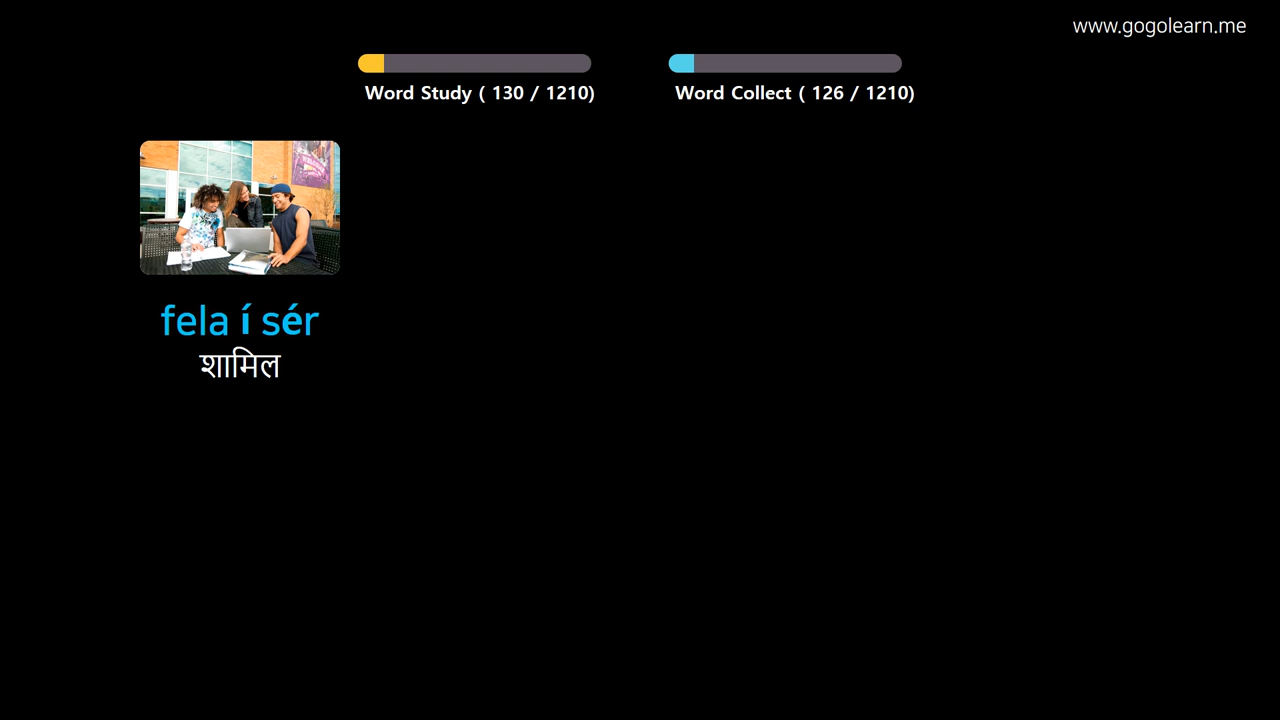 www.gogolearn.me
Word Study ( 130 / 1210)
Word Collect ( 126 / 1210)
fela í sér
शामिल